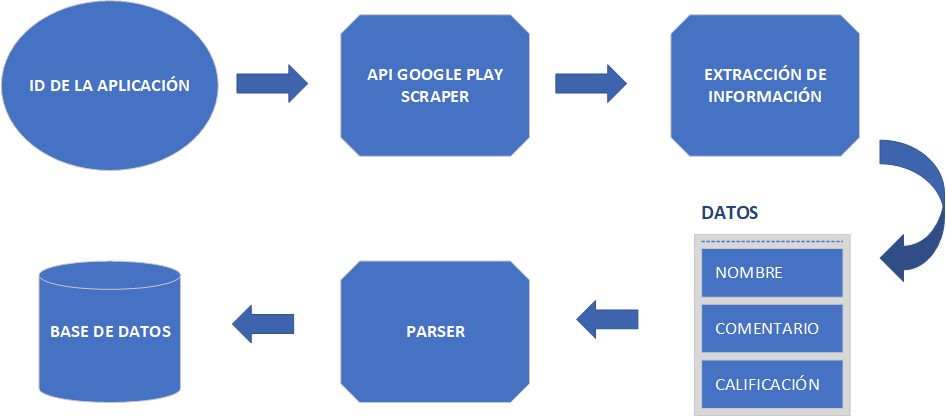 ID DE LA APLICACIÓN
API GOOGLE PLAY
SCRAPER
EXTRACCIÓN DE
INFORMACIÓN
DATOS
NOMBRE
COMENTARIO
CALIFICACIÓN
PARSER
BASE DE DATOS